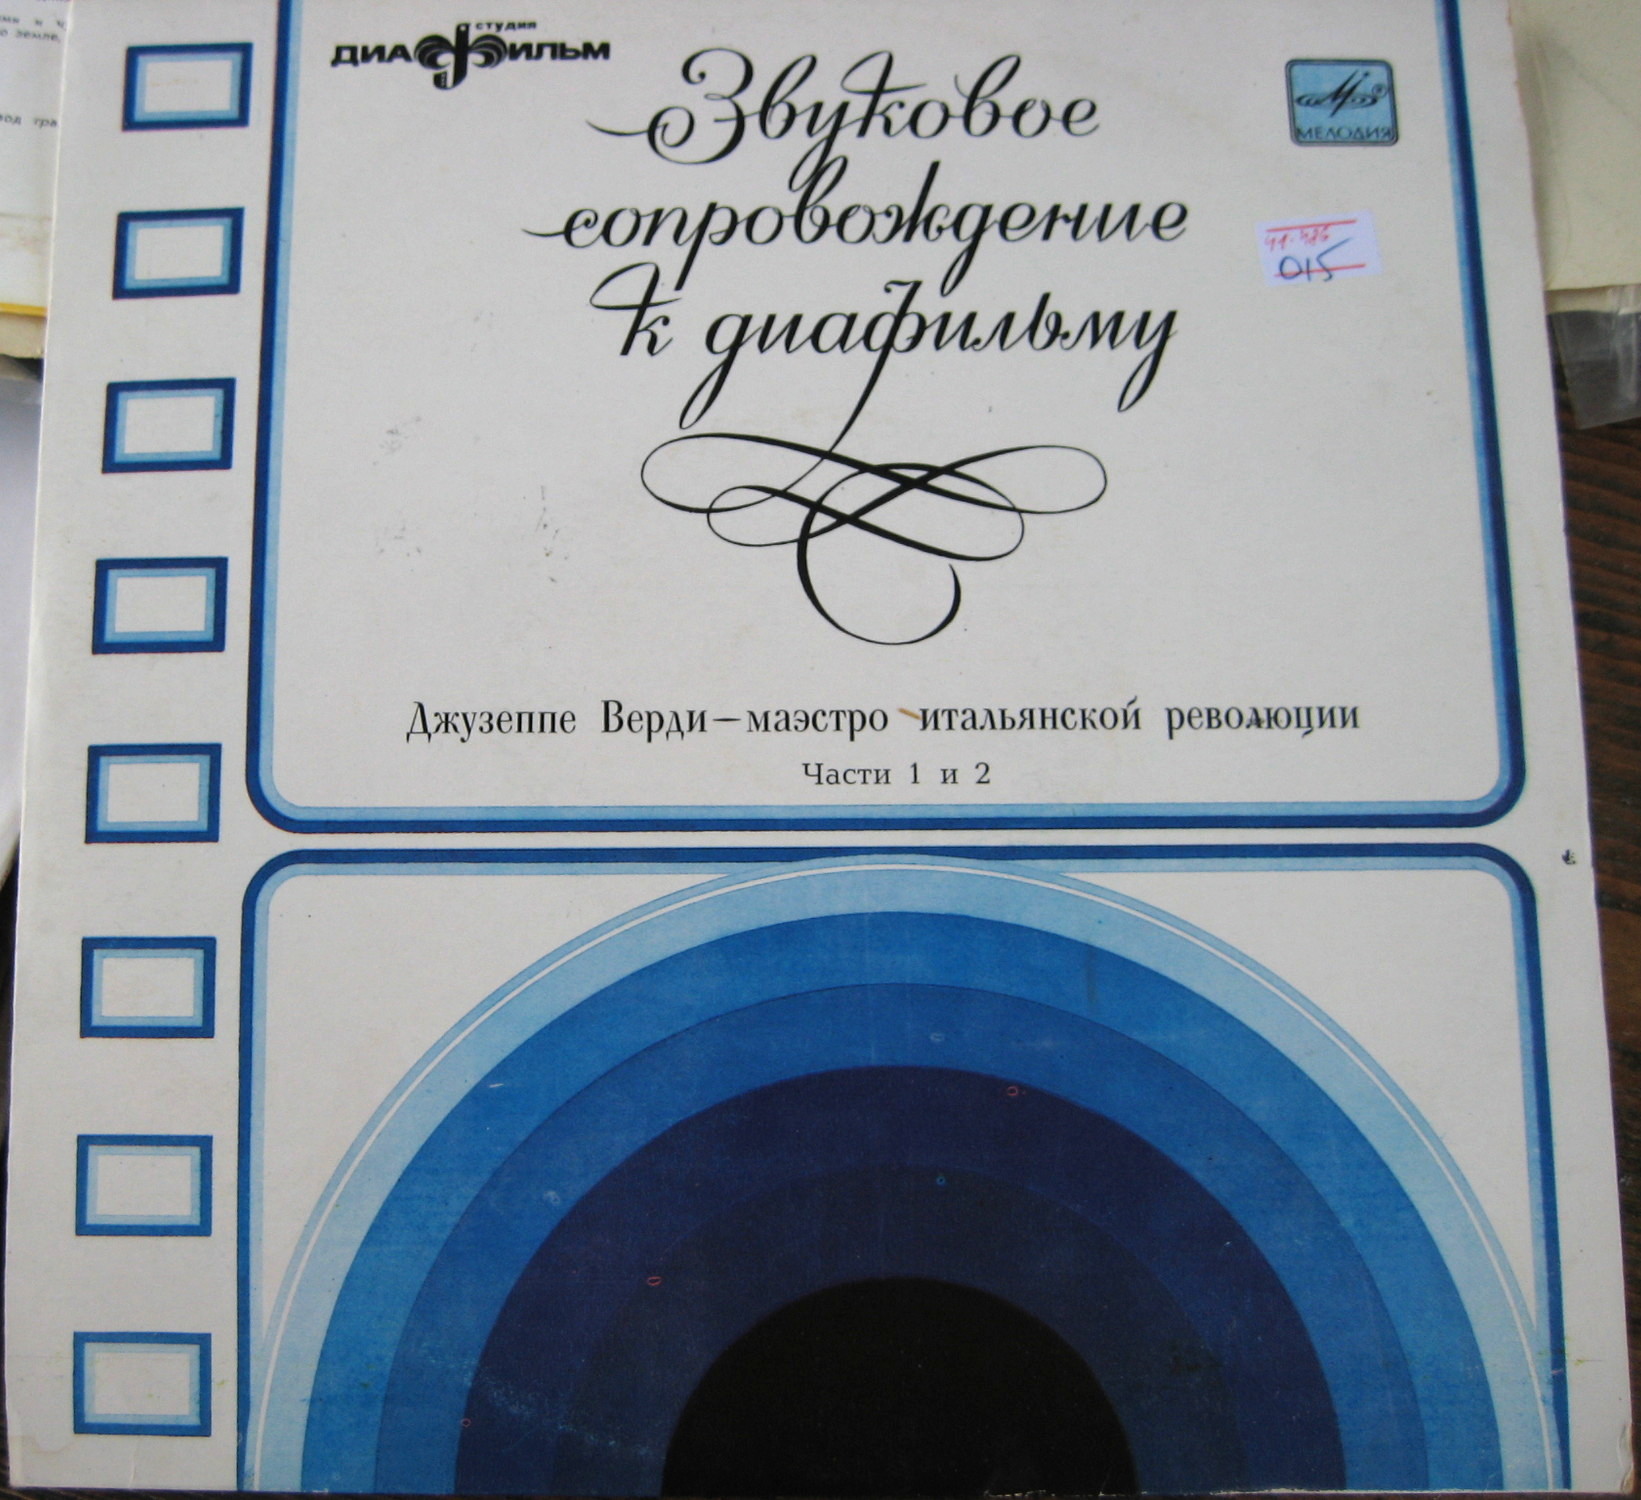 студия
ДИАФИЛЬМ
Звуковое
сопровождение
к диафильму
МЕЛОДИЯ
015
Джузеппе Верди—маэстро итальянской революции
Части 1 и 2